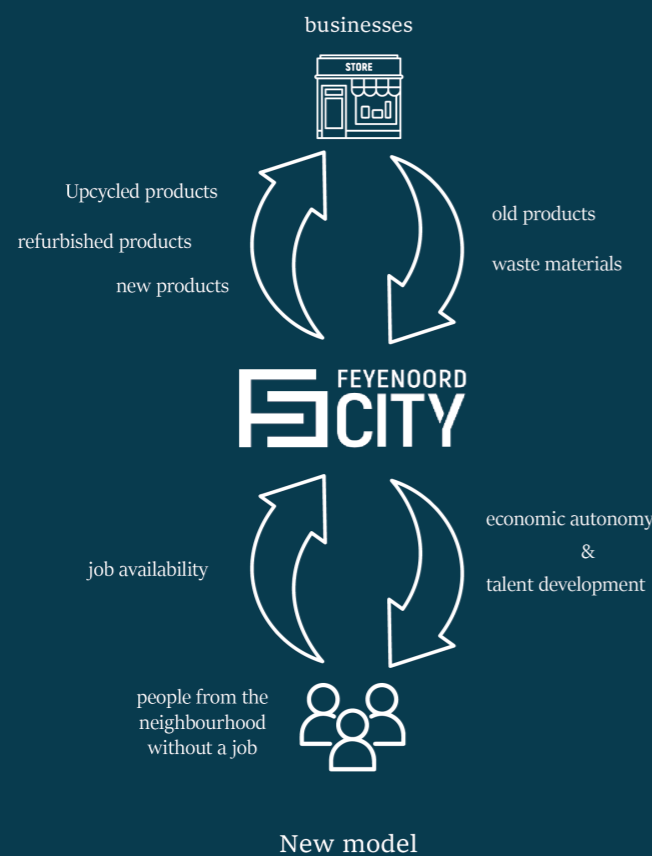 businesses
STORE
Upcycled products
refurbished products
new products
old products
waste materials
FEYENOORD
CITY
job availability
economic autonomy
&
talent development
people from the
neighbourhood
without a job
New model